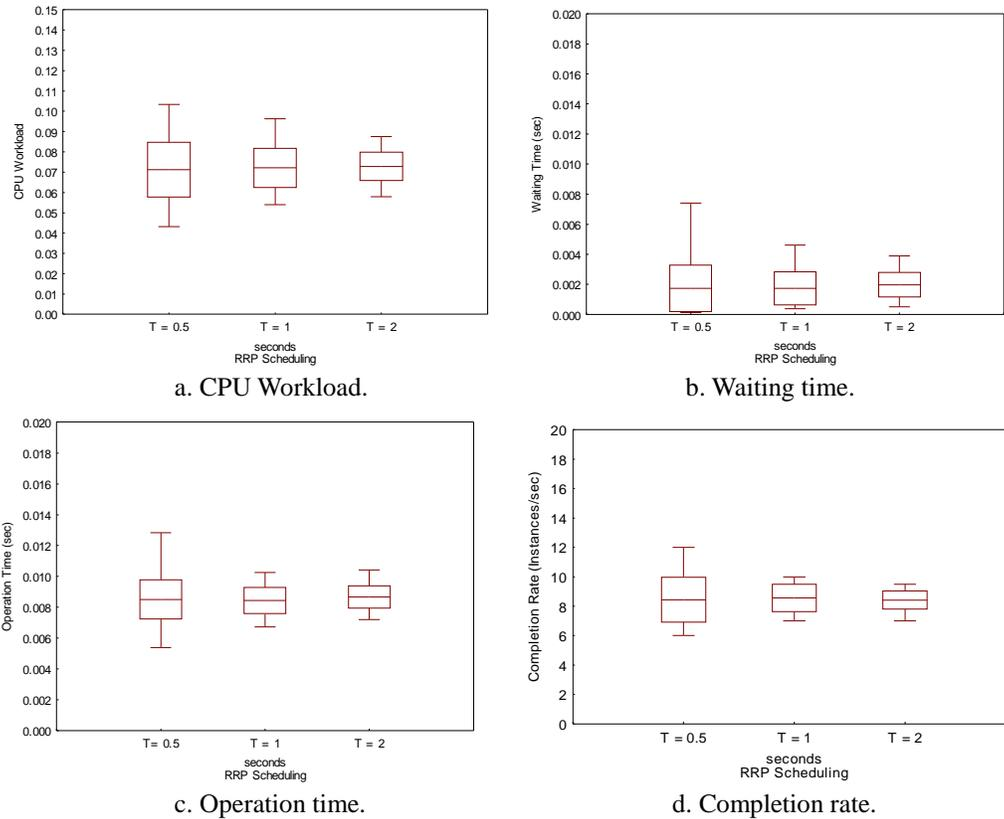 0.15
0.14
0.13
0.12
0.11
0.10
0.09
0.08
0.07
0.06
0.05
0.04
0.03
0.02
0.01
0.00
CPU Workload
T = 0.5 T = 1 T = 2
seconds
RRP Scheduling
a. CPU Workload.
0.020
0.018
0.016
0.014
0.012
0.010
0.008
0.006
0.004
0.002
0.000
Waiting Time (sec)
T = 0.5 T = 1 T = 2
seconds
RRP Scheduling
b. Waiting time.
0.020
0.018
0.016
0.014
0.012
0.010
0.008
0.006
0.004
0.002
0.000
Operation Time (sec)
T= 0.5 T = 1 T = 2
seconds
RRP Scheduling
c. Operation time.
20
18
16
14
12
10
8
6
4
2
0
Completion Rate (Instances/sec)
T = 0.5 T = 1 T = 2
seconds
RRP Scheduling
d. Completion rate.